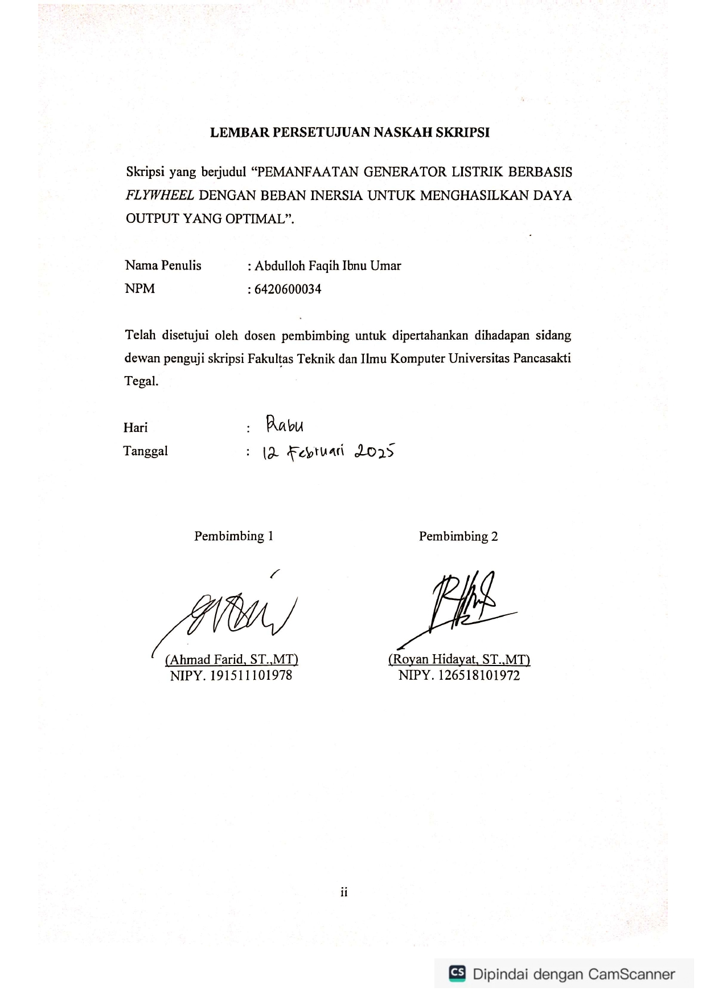 LEMBAR PERSETUJUAN NASKAH SKRIPSI
Skripsi yang berjudul “PEMANFAATAN GENERATOR LISTRIK BERBASIS
FLYWHEEL DENGAN BEBAN INERSIA UNTUK MENGHASILKAN DAYA
OUTPUT YANG OPTIMAL”.
Nama Penulis : Abdulloh Faqih Ibnu Umar
NPM : 6420600034
Telah disetujui oleh dosen pembimbing untuk dipertahankan dihadapan sidang
dewan penguji skripsi Fakultas Teknik dan Ilmu Komputer Universitas Pancasakti
Tegal.
Hari : Rabu
Tanggal : 12 Februari 2025
Pembimbing 1 Pembimbing 2
(Ahmad Farid, ST.,MT) (Royan Hidayat, ST.,MT)
NIPY. 191511101978 NIPY. 126518101972
ii
CS Dipindai dengan CamScanner